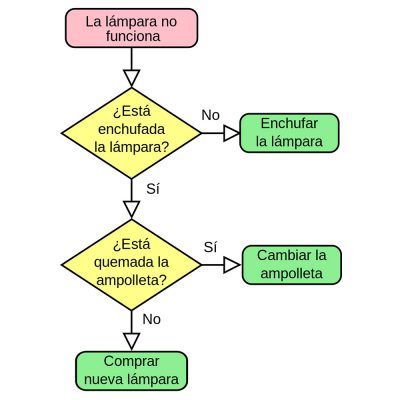 La lámpara no
funciona
¿Está
enchufada
la lámpara?
No
Enchufar
la lámpara
Sí
¿Está
quemada la
ampolleta?
Sí
Cambiar la
ampolleta
No
Comprar
nueva lámpara